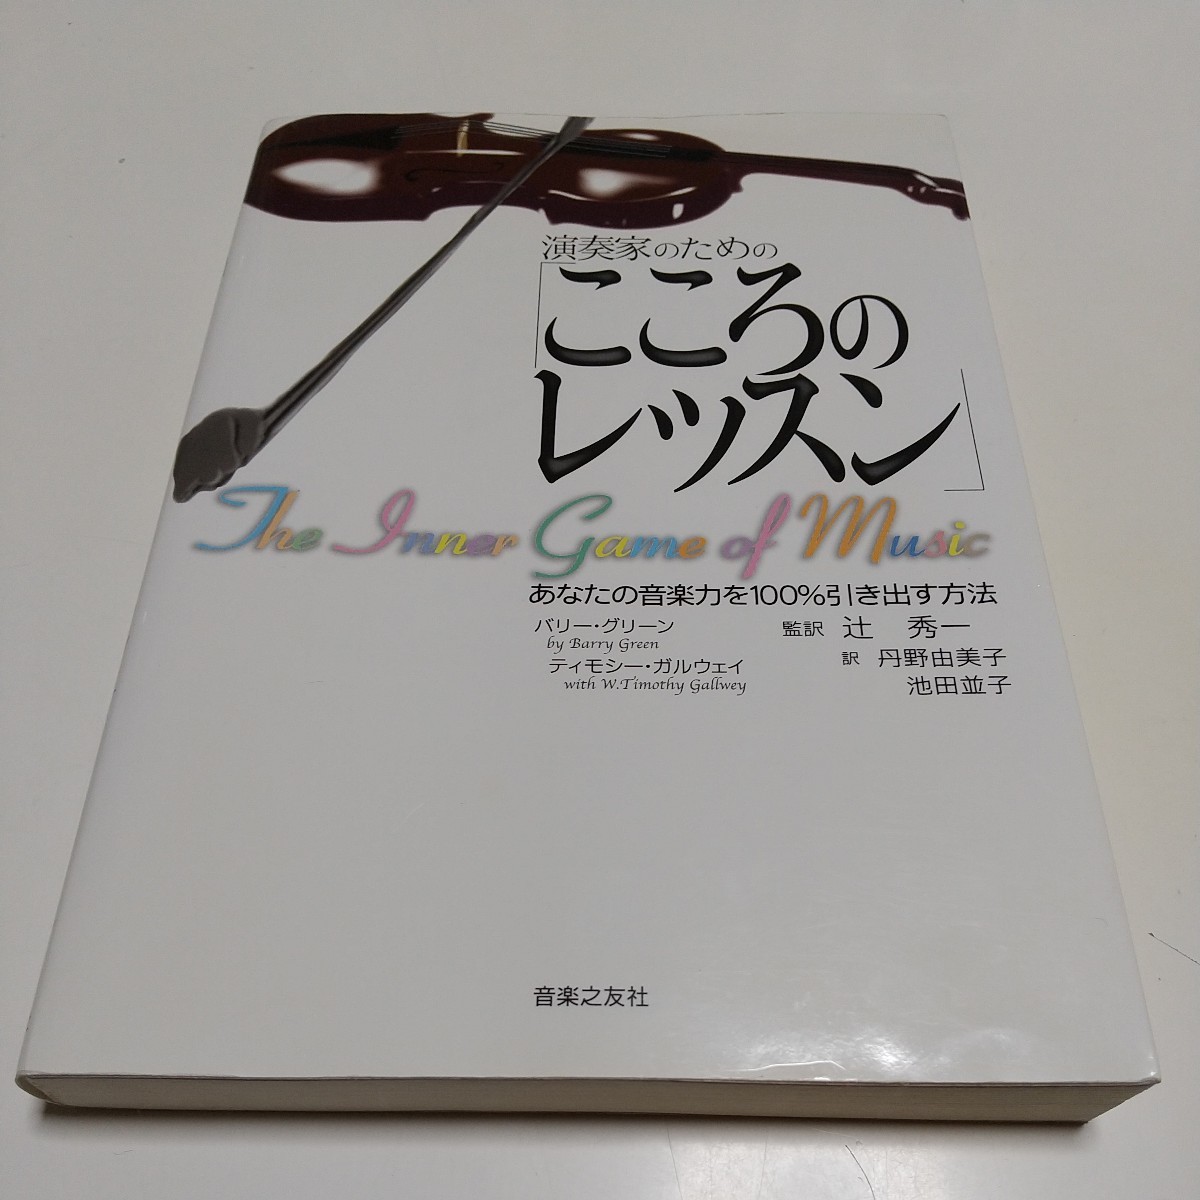 演奏家のための
「こころの
レッスン」
The Inner Game of Music
あなたの音楽力を100%引き出す方法
バリー・グリーン
by Barry Green
ティモシー・ガルウェイ
with W.Timothy Gallwey
監訳 辻 秀一
訳 丹野由美子
池田並子
音楽之友社